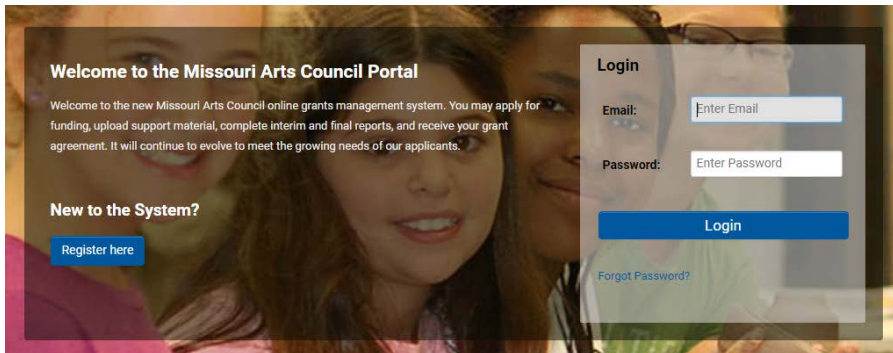 Welcome to the Missouri Arts Council Portal
Welcome to the new Missouri Arts Council online grants management system. You may apply for
funding, upload support material, complete interim and final reports, and receive your grant
agreement. It will continue to evolve to meet the growing needs of our applicants.
New to the System?
Register here
Login
Email:
Enter Email
Password:
Enter Password
Login
Forgot Password?